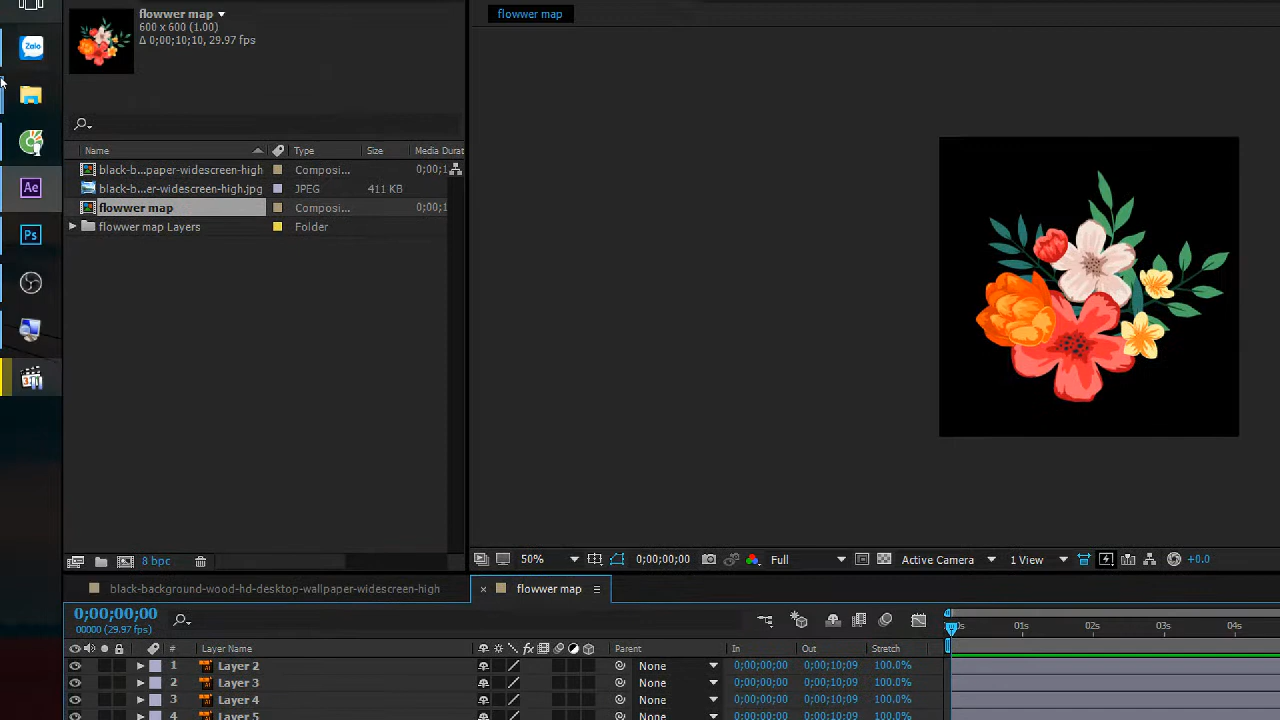 flowwer map
600 x 600 (1.00)
Δ 0;00;10;10, 29.97 fps
flowwer map
Zalo
Name Type Size Media Durat
black-b...paper-widescreen-high Composi... 0;00;1
black-b...er-widescreen-high.jpg JPEG 411 KB
flowwer map Composi... 0;00;1
flowwer map Layers Folder
Ae
Ps
8 bpc
50% 0;00;00;00 Full Active Camera 1 View +0.0
black-background-wood-hd-desktop-wallpaper-widescreen-high flowwer map
0;00;00;00
00000 (29.97 fps)
01s 02s 03s 04s
# Layer Name fx Parent In Out Stretch
1 Layer 2 None 0;00;00;00 0;00;10;09 100.0%
2 Layer 3 None 0;00;00;00 0;00;10;09 100.0%
3 Layer 4 None 0;00;00;00 0;00;10;09 100.0%
4 Layer 5 None 0;00;00;00 0;00;10;09 100.0%